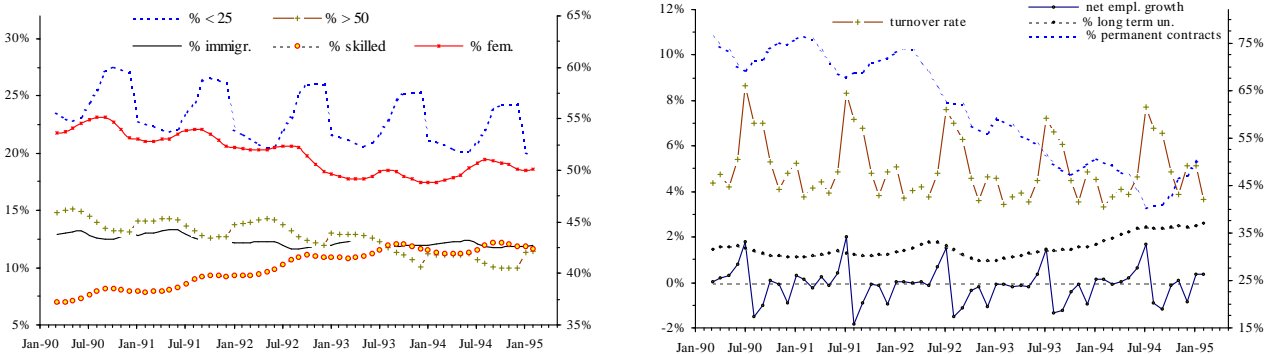 % < 25
% > 50
% immigr.
% skilled
% fem.
30%
25%
20%
15%
10%
5%
65%
60%
55%
50%
45%
40%
35%
Jan-90 Jul-90 Jan-91 Jul-91 Jan-92 Jul-92 Jan-93 Jul-93 Jan-94 Jul-94 Jan-95
net empl. growth
turnover rate
% long term un.
% permanent contracts
12%
10%
8%
6%
4%
2%
0%
-2%
75%
65%
55%
45%
35%
25%
15%
Jan-90 Jul-90 Jan-91 Jul-91 Jan-92 Jul-92 Jan-93 Jul-93 Jan-94 Jul-94 Jan-95